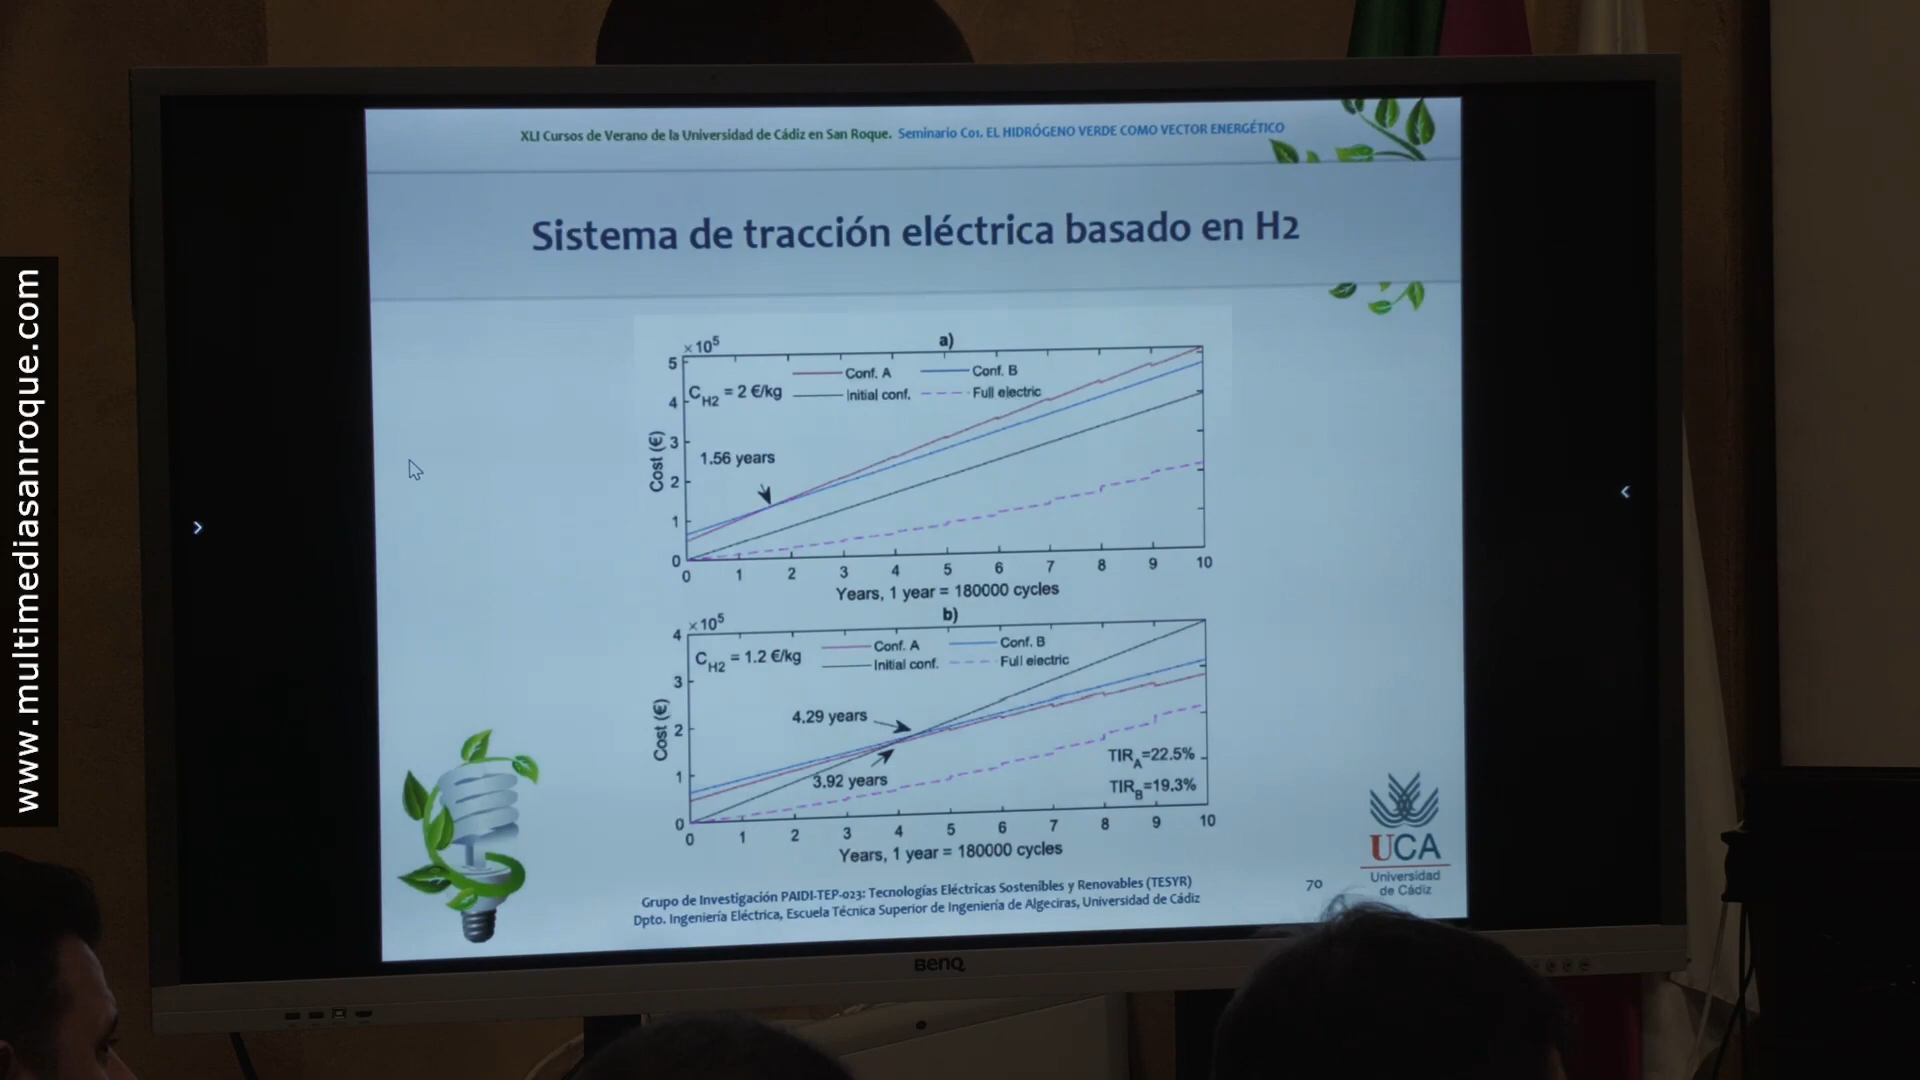 www.multimediasanroque.com
XLI Cursos de Verano de la Universidad de Cádiz en San Roque. Seminario C01. EL HIDRÓGENO VERDE COMO VECTOR ENERGÉTICO
Sistema de tracción eléctrica basado en H2
×10⁵
a)
C_H2 = 2 €/kg
Conf. A
Conf. B
Initial conf.
Full electric
1.56 years
Cost (€)
5
4
3
2
1
0
0 1 2 3 4 5 6 7 8 9 10
Years, 1 year = 180000 cycles
×10⁵
b)
C_H2 = 1.2 €/kg
Conf. A
Conf. B
Initial conf.
Full electric
4.29 years
3.92 years
TIR_A=22.5%
TIR_B=19.3%
Cost (€)
4
3
2
1
0
0 1 2 3 4 5 6 7 8 9 10
Years, 1 year = 180000 cycles
Grupo de Investigación PAIDI-TEP-023: Tecnologías Eléctricas Sostenibles y Renovables (TESYR)
Dpto. Ingeniería Eléctrica, Escuela Técnica Superior de Ingeniería de Algeciras, Universidad de Cádiz
70
UCA
Universidad
de Cádiz
BenQ